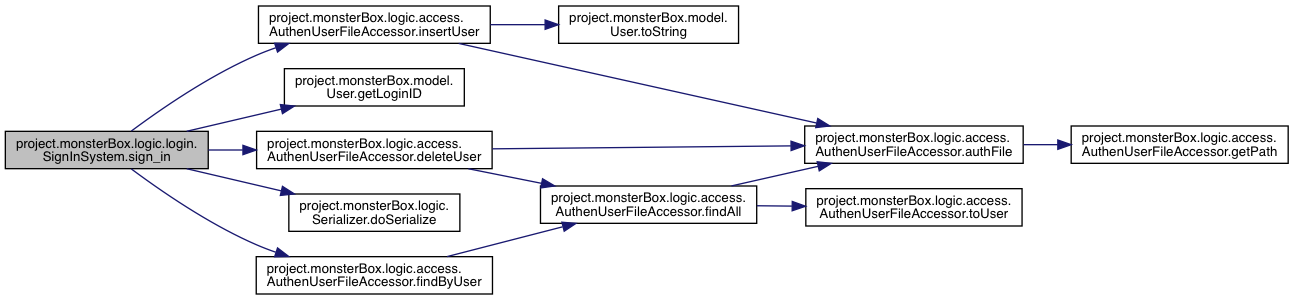 project.monsterBox.logic.login.
SignInSystem.sign_in
project.monsterBox.logic.access.
AuthenUserFileAccessor.insertUser
project.monsterBox.model.
User.getLoginID
project.monsterBox.logic.access.
AuthenUserFileAccessor.deleteUser
project.monsterBox.logic.
Serializer.doSerialize
project.monsterBox.logic.access.
AuthenUserFileAccessor.findByUser
project.monsterBox.model.
User.toString
project.monsterBox.logic.access.
AuthenUserFileAccessor.findAll
project.monsterBox.logic.access.
AuthenUserFileAccessor.authFile
project.monsterBox.logic.access.
AuthenUserFileAccessor.toUser
project.monsterBox.logic.access.
AuthenUserFileAccessor.getPath